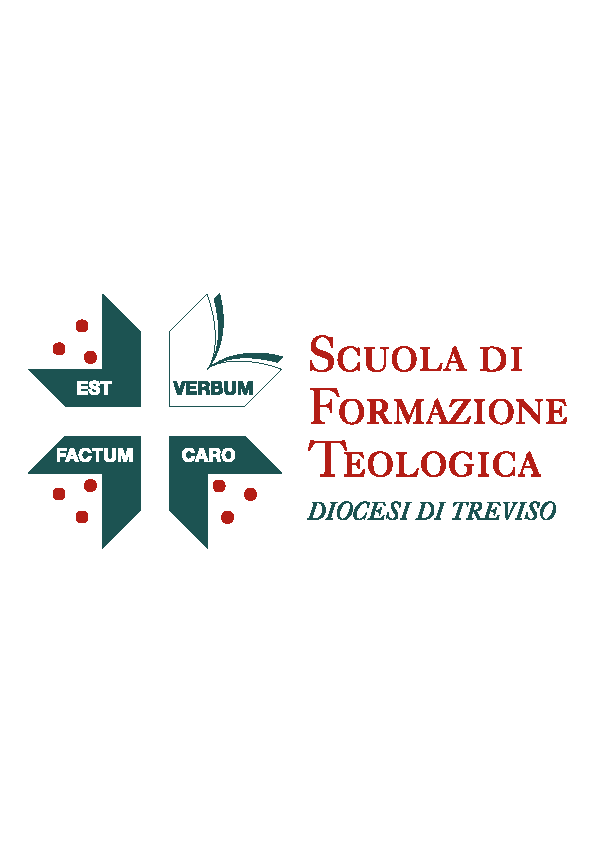 EST VERBUM
FACTUM CARO
SCUOLA DI
FORMAZIONE
TEOLOGICA
DIOCESI DI TREVISO